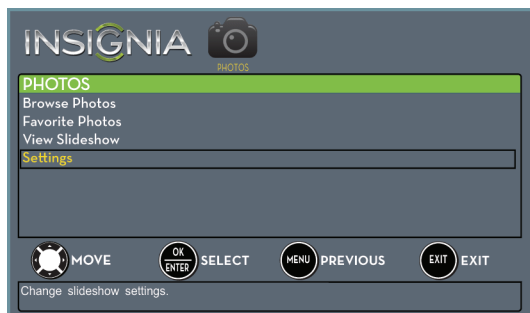 INSIGNIA
PHOTOS
PHOTOS
Browse Photos
Favorite Photos
View Slideshow
Settings
MOVE
OK
ENTER
SELECT
MENU
PREVIOUS
EXIT
EXIT
Change slideshow settings.